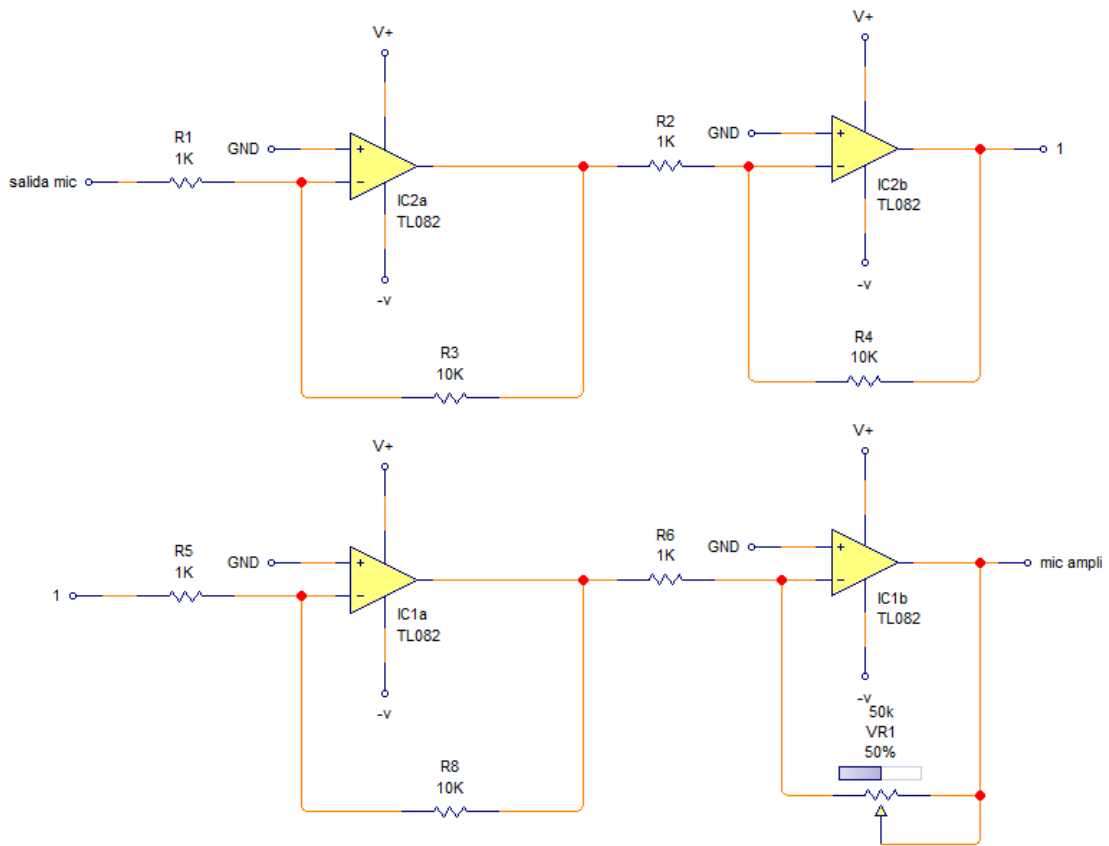 V+
V+
R1
1K
GND
+
-
salida mic
IC2a
TL082
-v
R2
1K
GND
+
-
1
IC2b
TL082
-v
R3
10K
R4
10K
V+
V+
R5
1K
GND
+
-
1
IC1a
TL082
-v
R6
1K
GND
+
-
mic ampli
IC1b
TL082
-v
50k
VR1
50%
R8
10K